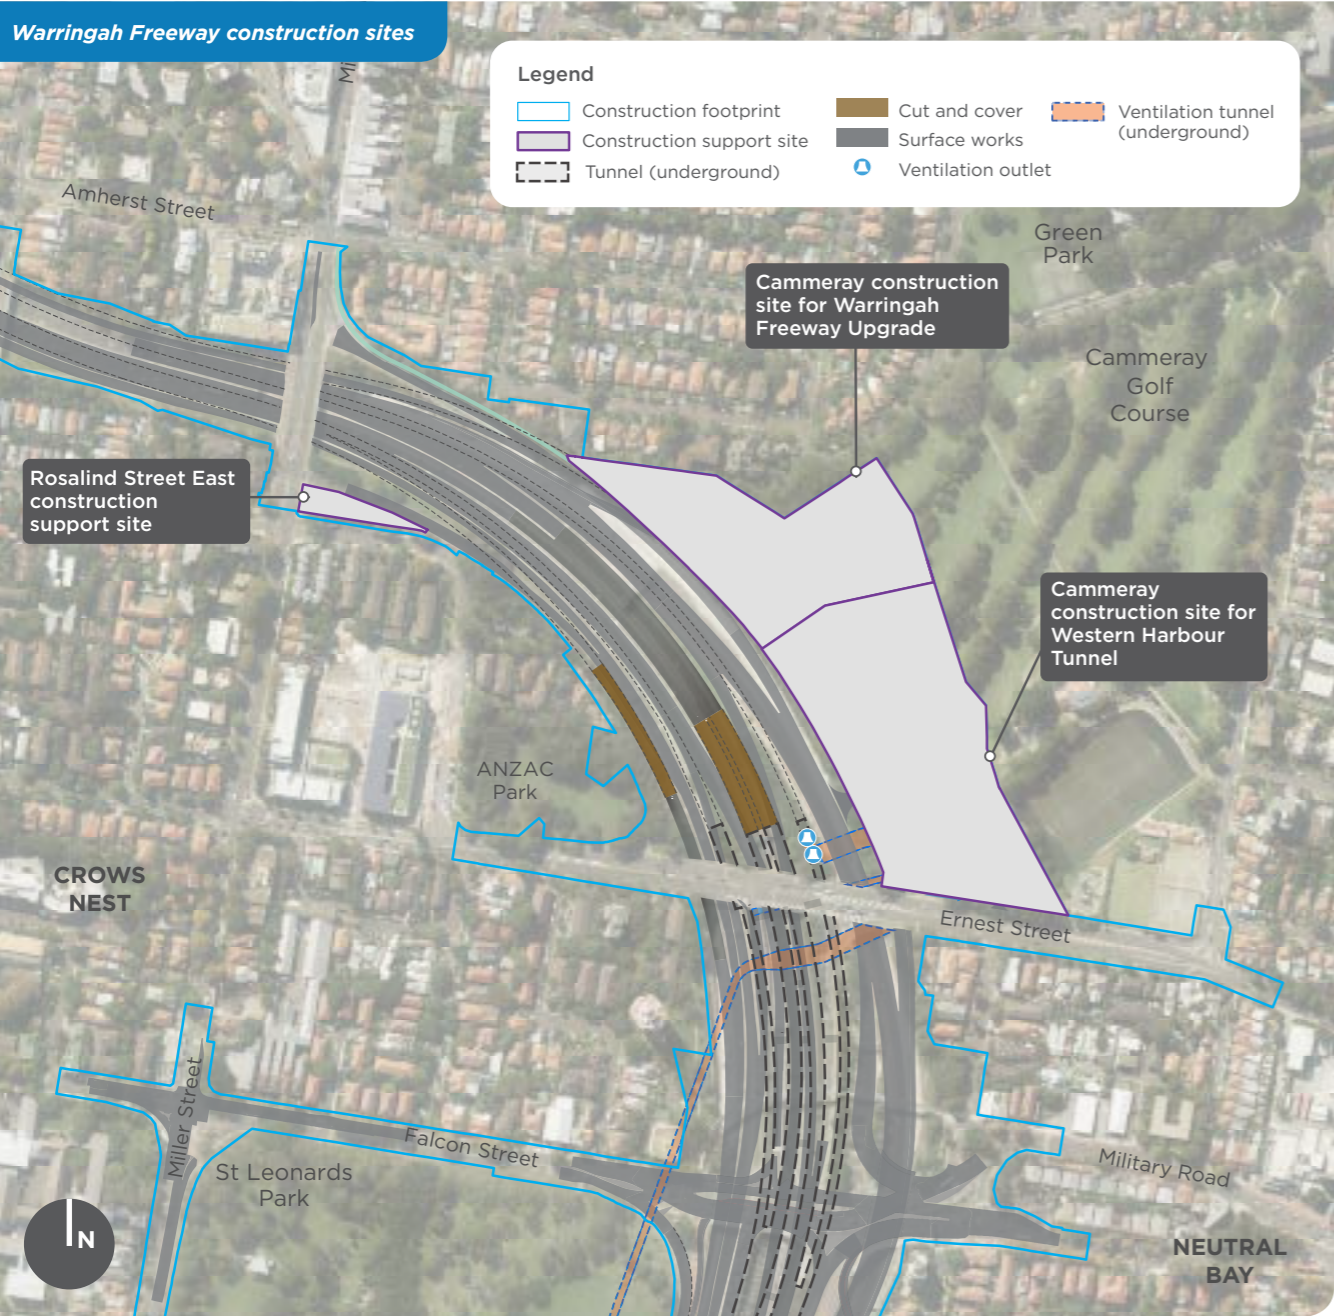 Warringah Freeway construction sites
Mi
Legend
Construction footprint
Construction support site
Tunnel (underground)
Cut and cover
Surface works
Ventilation outlet
Ventilation tunnel
(underground)
Amherst Street
Green
Park
Cammeray construction
site for Warringah
Freeway Upgrade
Cammeray
Golf
Course
Rosalind Street East
construction
support site
Cammeray
construction site for
Western Harbour
Tunnel
ANZAC
Park
CROWS
NEST
Ernest Street
Miller Street
Falcon Street
St Leonards
Park
Military Road
N
NEUTRAL
BAY